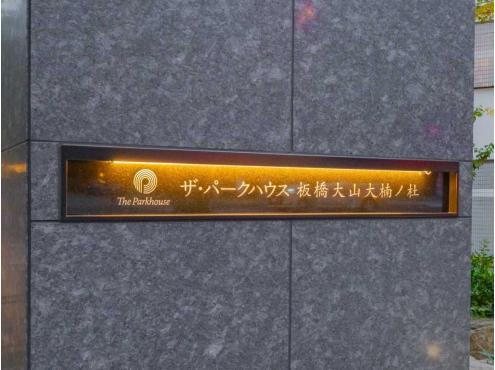 ザ・パークハウス 板橋大山大楠ノ杜
The Parkhouse